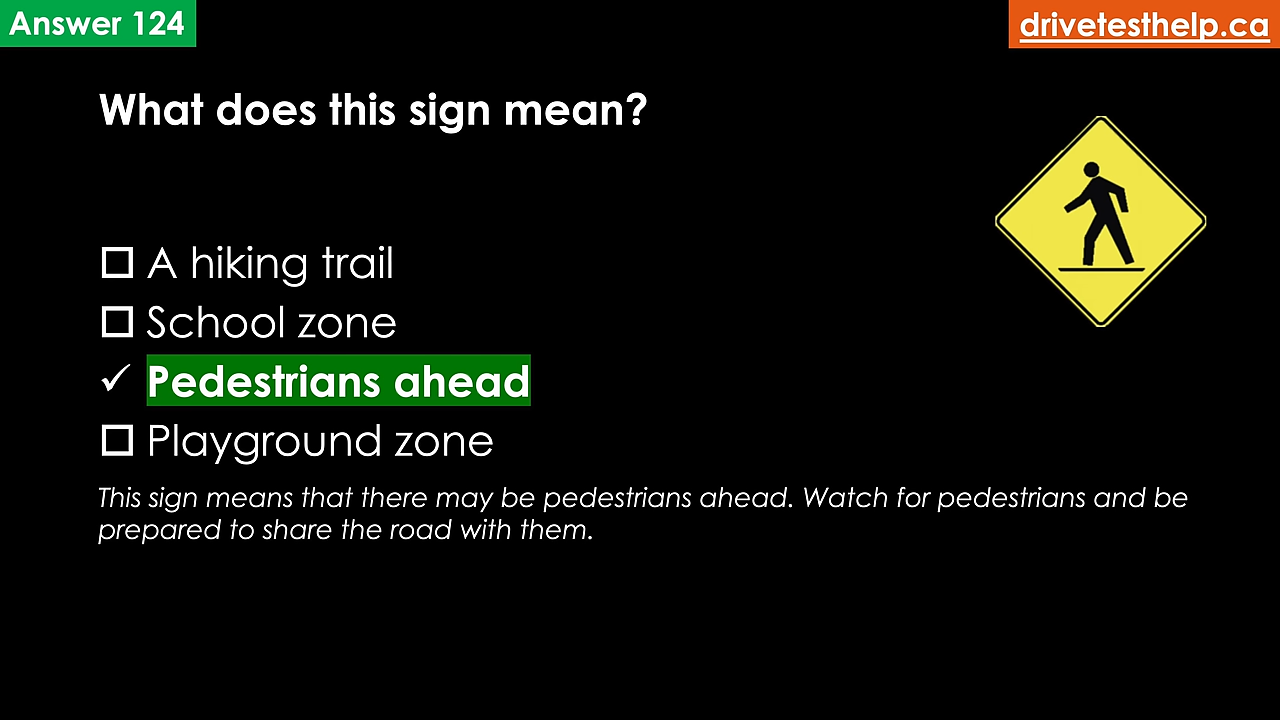 Answer 124
drivetesthelp.ca
What does this sign mean?
A hiking trail
School zone
Pedestrians ahead
Playground zone
This sign means that there may be pedestrians ahead. Watch for pedestrians and be
prepared to share the road with them.